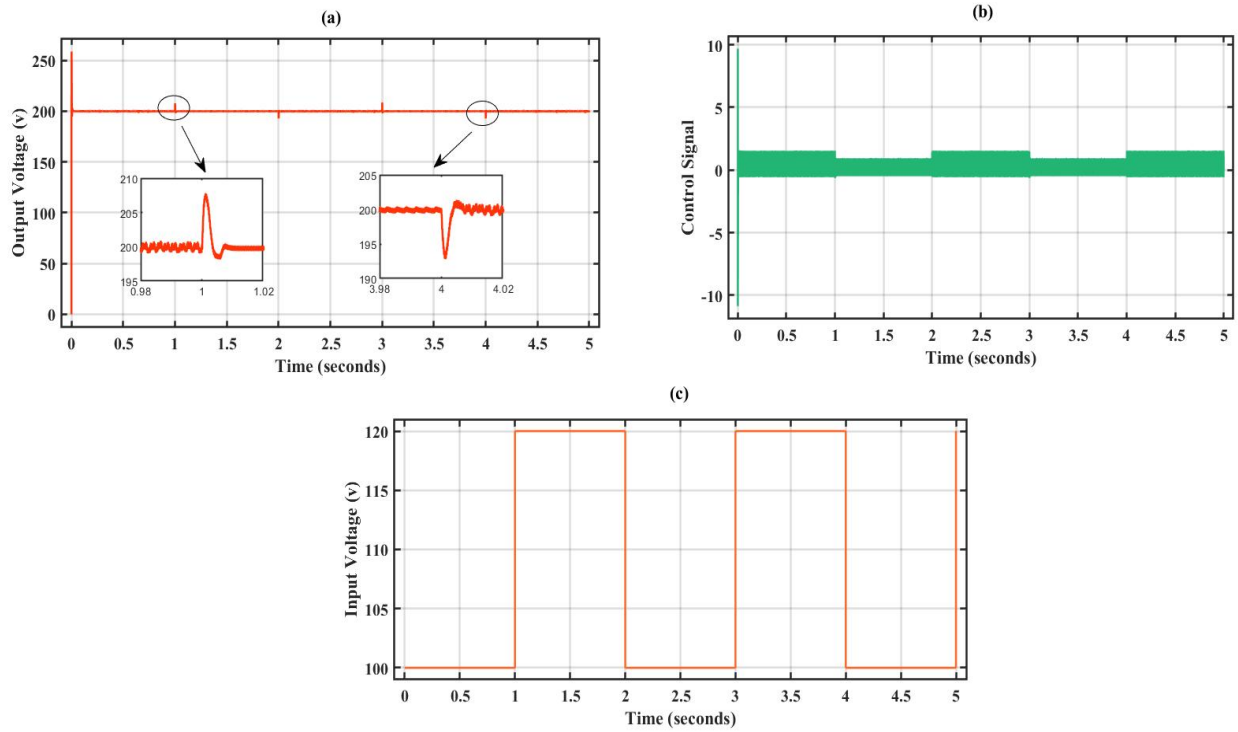 (a)
Output Voltage (v)
250
200
150
100
50
0
210
205
200
195
0.98
1
1.02
205
200
195
190
3.98
4
4.02
0 0.5 1 1.5 2 2.5 3 3.5 4 4.5 5
Time (seconds)
(b)
Control Signal
10
5
0
-5
-10
0 0.5 1 1.5 2 2.5 3 3.5 4 4.5 5
Time (seconds)
(c)
Input Voltage (v)
120
115
110
105
100
0 0.5 1 1.5 2 2.5 3 3.5 4 4.5 5
Time (seconds)